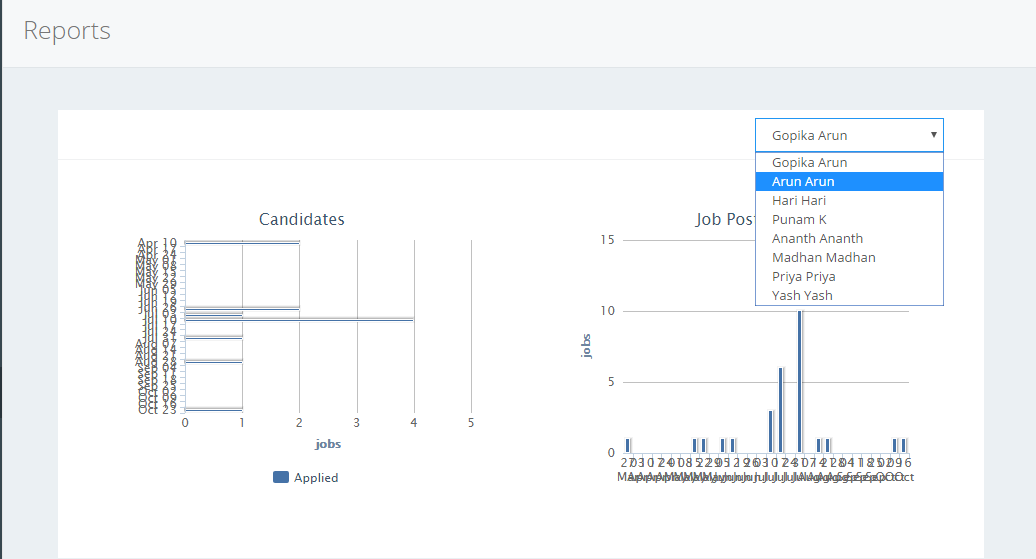 Reports
Gopika Arun
Gopika Arun
Arun Arun
Hari Hari
Punam K
Ananth Ananth
Madhan Madhan
Priya Priya
Yash Yash
Candidates
Apr 10
Apr 17
Apr 24
May 01
May 08
May 15
May 22
May 29
Jun 05
Jun 12
Jun 19
Jun 26
Jul 03
Jul 10
Jul 17
Jul 24
Jul 31
Aug 07
Aug 14
Aug 21
Aug 28
Sep 04
Sep 11
Sep 18
Sep 25
Oct 02
Oct 09
Oct 16
Oct 23
0 1 2 3 4 5
jobs
Applied
Job Pos
15
10
5
0
jobs